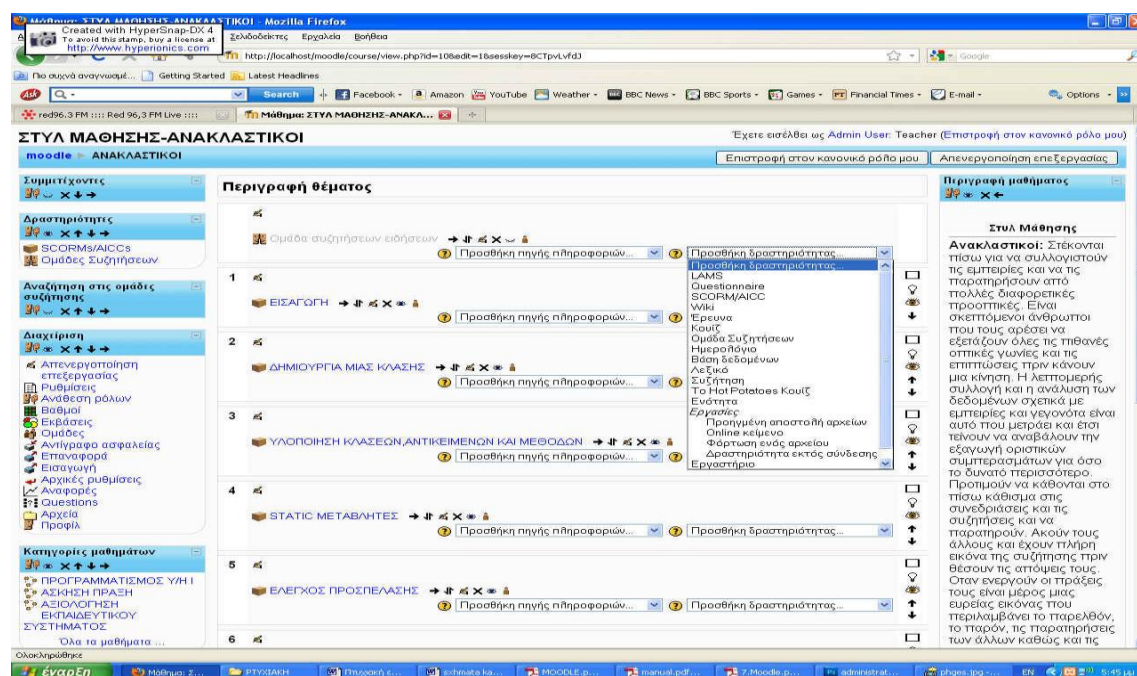 Μάθημα: ΣΤΥΛ ΜΑΘΗΣΗΣ-ΑΝΑΚΛΑΣΤΙΚΟΙ - Mozilla Firefox
Created with HyperSnap-DX 4
To avoid this stamp, buy a license at
http://www.hyperionics.com
Σελιδοδείκτες Εργαλεία Βοήθεια
http://localhost/moodle/course/view.php?id=10&edit=1&sesskey=8CTpvLvfdJ
Google
Πιο συχνά αναγνωσμέ... Getting Started Latest Headlines
Ask Q Search Facebook Amazon YouTube Weather BBC News BBC Sports Games Financial Times E-mail Options
red96.3 FM :::: Red 96,3 FM Live :::: Μάθημα: ΣΤΥΛ ΜΑΘΗΣΗΣ-ΑΝΑΚΛ...
ΣΤΥΛ ΜΑΘΗΣΗΣ-ΑΝΑΚΛΑΣΤΙΚΟΙ
Έχετε εισέλθει ως Admin User: Teacher (Επιστροφή στον κανονικό ρόλο μου)
moodle ► ΑΝΑΚΛΑΣΤΙΚΟΙ
Επιστροφή στον κανονικό ρόλο μου
Απενεργοποίηση επεξεργασίας
Συμμετέχοντες
Δραστηριότητες
SCORMs/AICCs
Ομάδες Συζητήσεων
Αναζήτηση στις ομάδες
συζήτησης
Διαχείριση
Απενεργοποίηση
επεξεργασίας
Ρυθμίσεις
Ανάθεση ρόλων
Βαθμοί
Εκβάσεις
Ομάδες
Αντίγραφο ασφαλείας
Επαναφορά
Εισαγωγή
Αρχικές ρυθμίσεις
Αναφορές
Questions
Αρχεία
Προφίλ
Κατηγορίες μαθημάτων
ΠΡΟΓΡΑΜΜΑΤΙΣΜΟΣ Υ/Η Ι
ΑΣΚΗΣΗ ΠΡΑΞΗ
ΑΞΙΟΛΟΓΗΣΗ
ΕΚΠΑΙΔΕΥΤΙΚΟΥ
ΣΥΣΤΗΜΑΤΟΣ
Όλα τα μαθήματα ...
Περιγραφή θέματος
Ομάδα συζητήσεων ειδήσεων
Προσθήκη πηγής πληροφοριών... Προσθήκη δραστηριότητας...
Προσθήκη δραστηριότητας...
LAMS
Questionnaire
SCORM/AICC
Wiki
Έρευνα
Κουίζ
Ομάδα Συζητήσεων
Ημερολόγιο
Βάση δεδομένων
Λεξικό
Συζήτηση
Το Hot Potatoes Κουίζ
Ενότητα
Εργασίες
Προηγμένη αποστολή αρχείων
Online κείμενο
Φόρτωση ενός αρχείου
Δραστηριότητα εκτός σύνδεσης
Εργαστήριο
1
ΕΙΣΑΓΩΓΗ
Προσθήκη πηγής πληροφοριών...
2
ΔΗΜΙΟΥΡΓΙΑ ΜΙΑΣ ΚΛΑΣΗΣ
Προσθήκη πηγής πληροφοριών...
3
ΥΛΟΠΟΙΗΣΗ ΚΛΑΣΕΩΝ,ΑΝΤΙΚΕΙΜΕΝΩΝ ΚΑΙ ΜΕΘΟΔΩΝ
Προσθήκη πηγής πληροφοριών...
4
STATIC ΜΕΤΑΒΛΗΤΕΣ
Προσθήκη πηγής πληροφοριών... Προσθήκη δραστηριότητας...
5
ΕΛΕΓΧΟΣ ΠΡΟΣΠΕΛΑΣΗΣ
Προσθήκη πηγής πληροφοριών... Προσθήκη δραστηριότητας...
6
Περιγραφή μαθήματος
Στυλ Μάθησης
Ανακλαστικοί: Στέκονται
πίσω για να συλλογιστούν
τις εμπειρίες και να τις
παρατηρήσουν από
πολλές διαφορετικές
προοπτικές. Είναι
σκεπτόμενοι άνθρωποι
που τους αρέσει να
εξετάζουν όλες τις πιθανές
οπτικές γωνίες και τις
επιπτώσεις πριν κάνουν
μια κίνηση. Η λεπτομερής
συλλογή και η ανάλυση των
δεδομένων σχετικά με
εμπειρίες και γεγονότα είναι
αυτό που μετράει και έτσι
τείνουν να αναβάλουν την
εξαγωγή οριστικών
συμπερασμάτων για όσο
το δυνατό περισσότερο.
Προτιμούν να κάθονται στο
πίσω κάθισμα στις
συνεδριάσεις και τις
συζητήσεις και να
παρατηρούν. Ακούν τους
άλλους και έχουν πλήρη
εικόνα της συζήτησης πριν
θέσουν τις απόψεις τους.
Όταν ενεργούν οι πράξεις
τους είναι μέρος μιας
ευρείας εικόνας που
περιλαμβάνει το παρελθόν,
το παρόν, τις παρατηρήσεις
των άλλων καθώς και τις
Ολοκληρώθηκε
έναρξη Μάθημα: Σ... ΠΤΥΧΙΑΚΗ Πτυχιακή ε... sxhmata ka... MOODLE.p... manual.pdf... 7.Moodle.p... administrat... phges.jpg -... EN 5:45 μμ